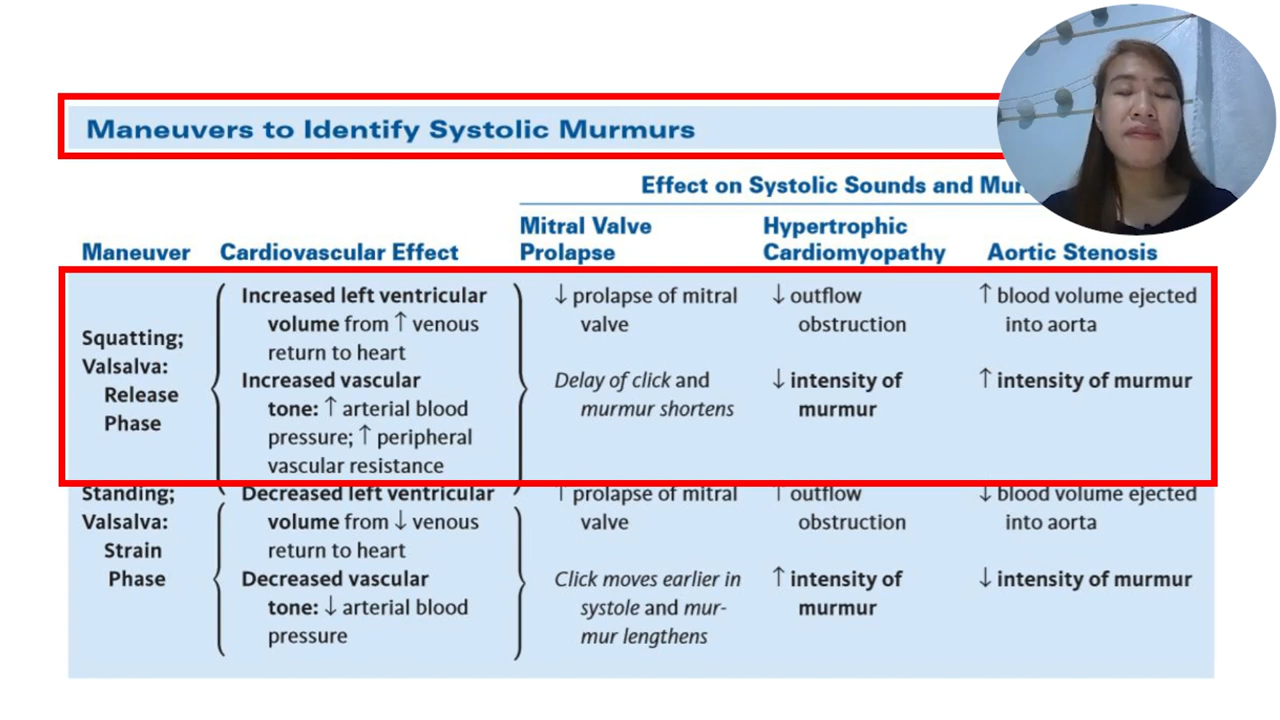 Maneuvers to Identify Systolic Murmurs
Effect on Systolic Sounds and
Maneuver
Cardiovascular Effect
Mitral Valve
Prolapse
Hypertrophic
Cardiomyopathy
Aortic Stenosis
Squatting;
Valsalva:
Release
Phase
Increased left ventricular
volume from ↑ venous
return to heart
Increased vascular
tone: ↑ arterial blood
pressure; ↑ peripheral
vascular resistance
↓ prolapse of mitral
valve
Delay of click and
murmur shortens
↓ outflow
obstruction
↓ intensity of
murmur
↑ blood volume ejected
into aorta
↑ intensity of murmur
Standing;
Valsalva:
Strain
Phase
Decreased left ventricular
volume from ↓ venous
return to heart
Decreased vascular
tone: ↓ arterial blood
pressure
↑ prolapse of mitral
valve
Click moves earlier in
systole and mur-
mur lengthens
↑ outflow
obstruction
↑ intensity of
murmur
↓ blood volume ejected
into aorta
↓ intensity of murmur